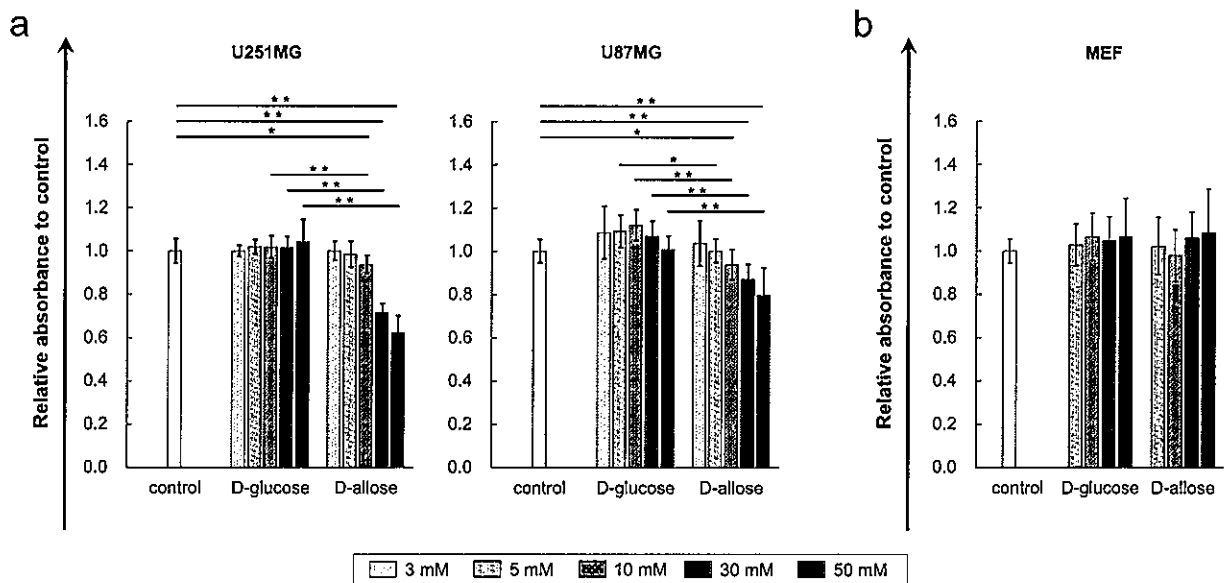 a
U251MG
U87MG
b
MEF
Relative absorbance to control
1.6
1.4
1.2
1.0
0.8
0.6
0.4
0.2
0.0
* *
* *
*
* *
* *
* *
control
D-glucose
D-allose
1.6
1.4
1.2
1.0
0.8
0.6
0.4
0.2
0.0
* *
* *
*
*
* *
* *
* *
control
D-glucose
D-allose
Relative absorbance to control
1.6
1.4
1.2
1.0
0.8
0.6
0.4
0.2
0.0
control
D-glucose
D-allose
3 mM 5 mM 10 mM 30 mM 50 mM